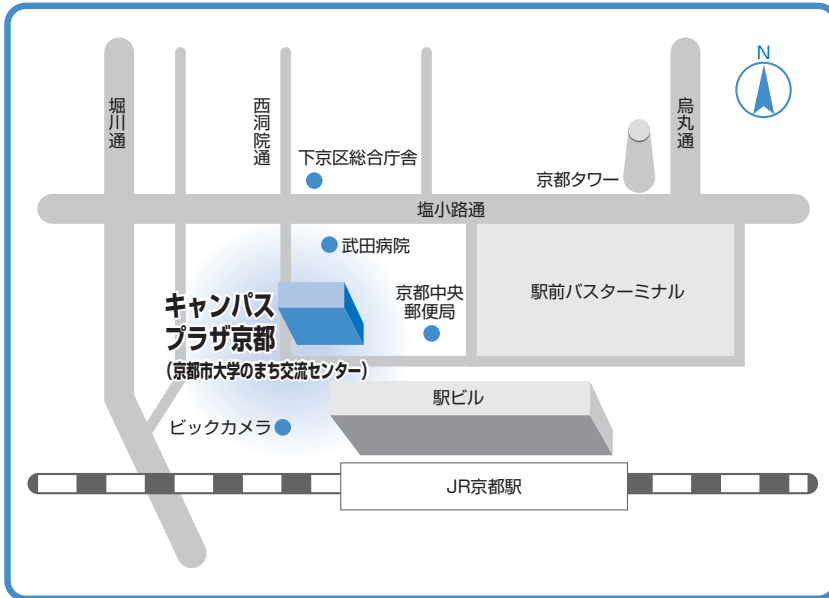 N
堀川通
西洞院通
烏丸通
下京区総合庁舎
京都タワー
塩小路通
武田病院
キャンパス
プラザ京都
(京都市大学のまち交流センター)
京都中央
郵便局
駅前バスターミナル
駅ビル
ビックカメラ
JR京都駅